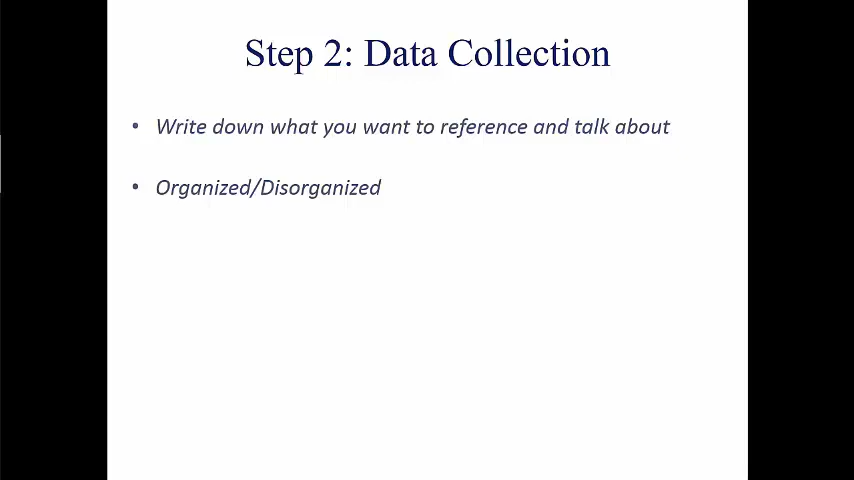 Step 2: Data Collection
• Write down what you want to reference and talk about
• Organized/Disorganized